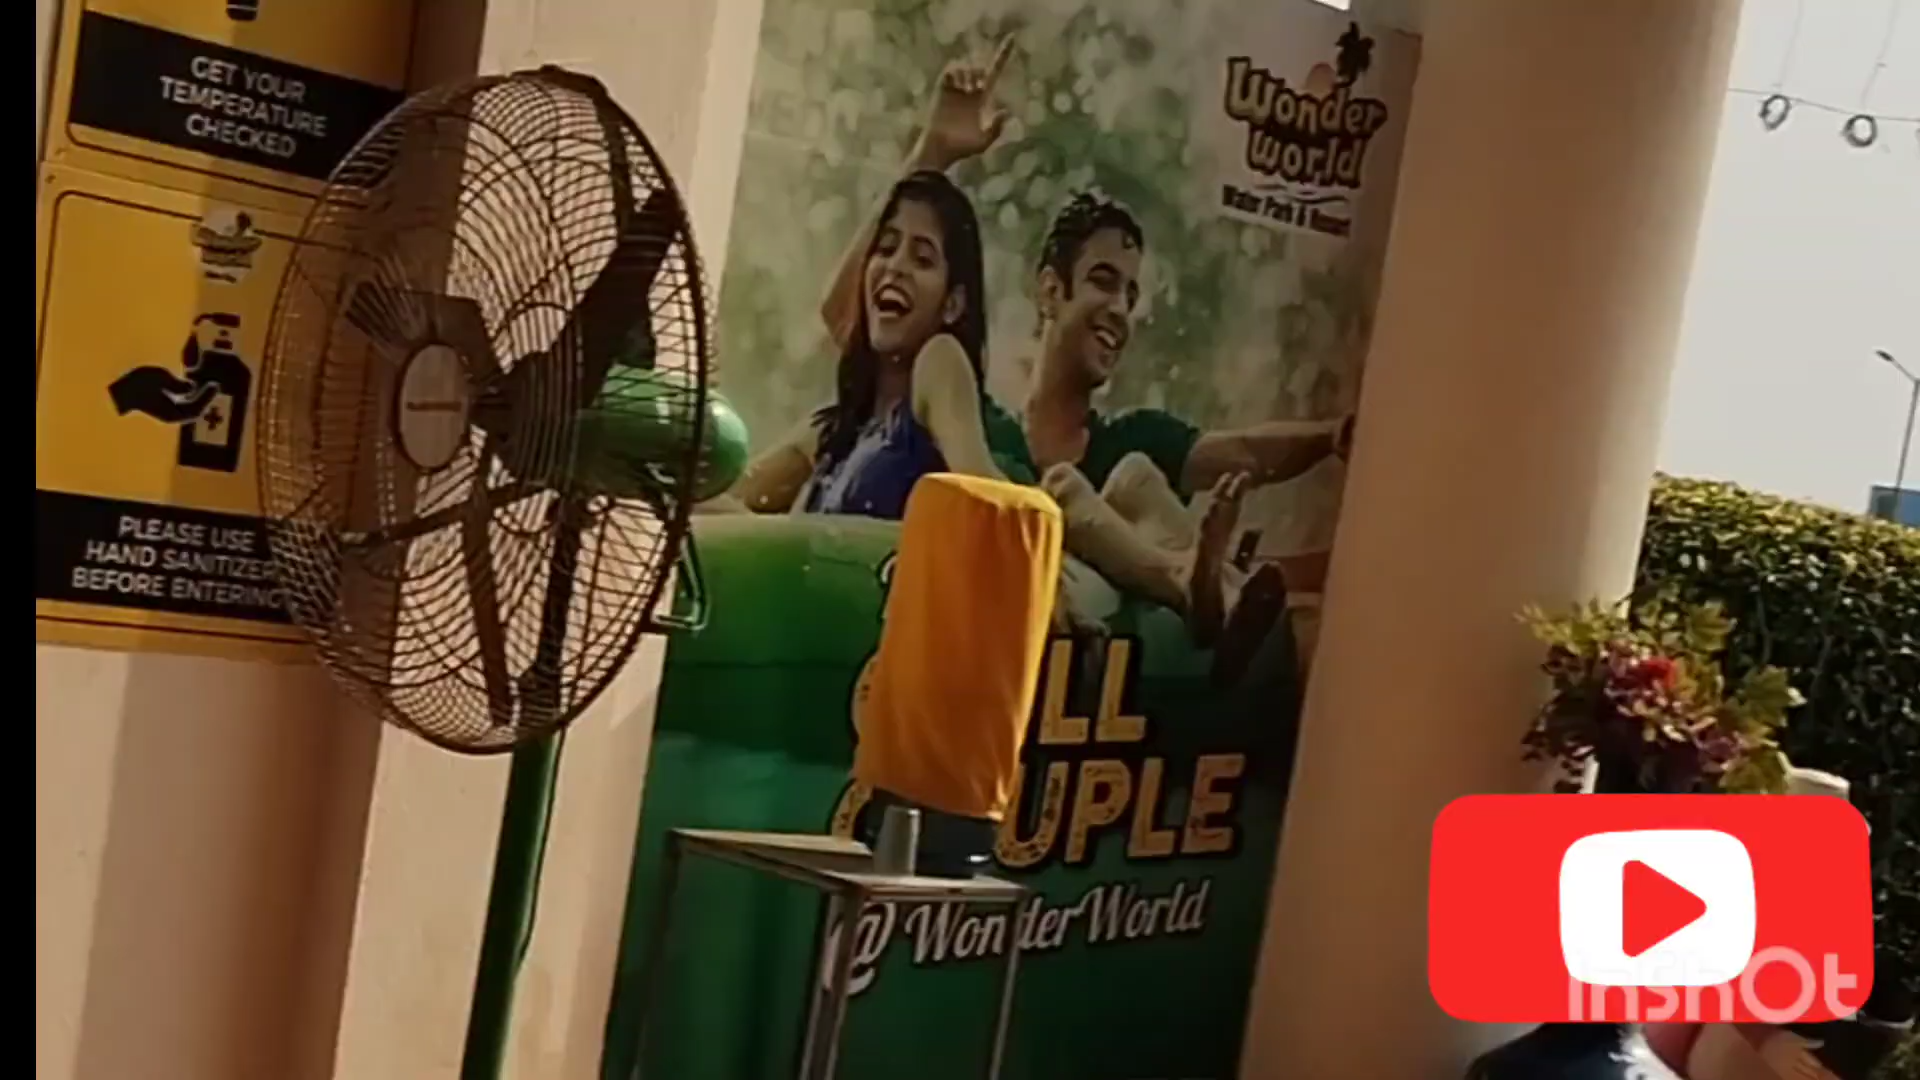 GET YOUR
TEMPERATURE
CHECKED
PLEASE USE
HAND SANITIZER
BEFORE ENTERING
Wonder
World
Water Park & Resort
LL
UPLE
@ WonderWorld
InShOt